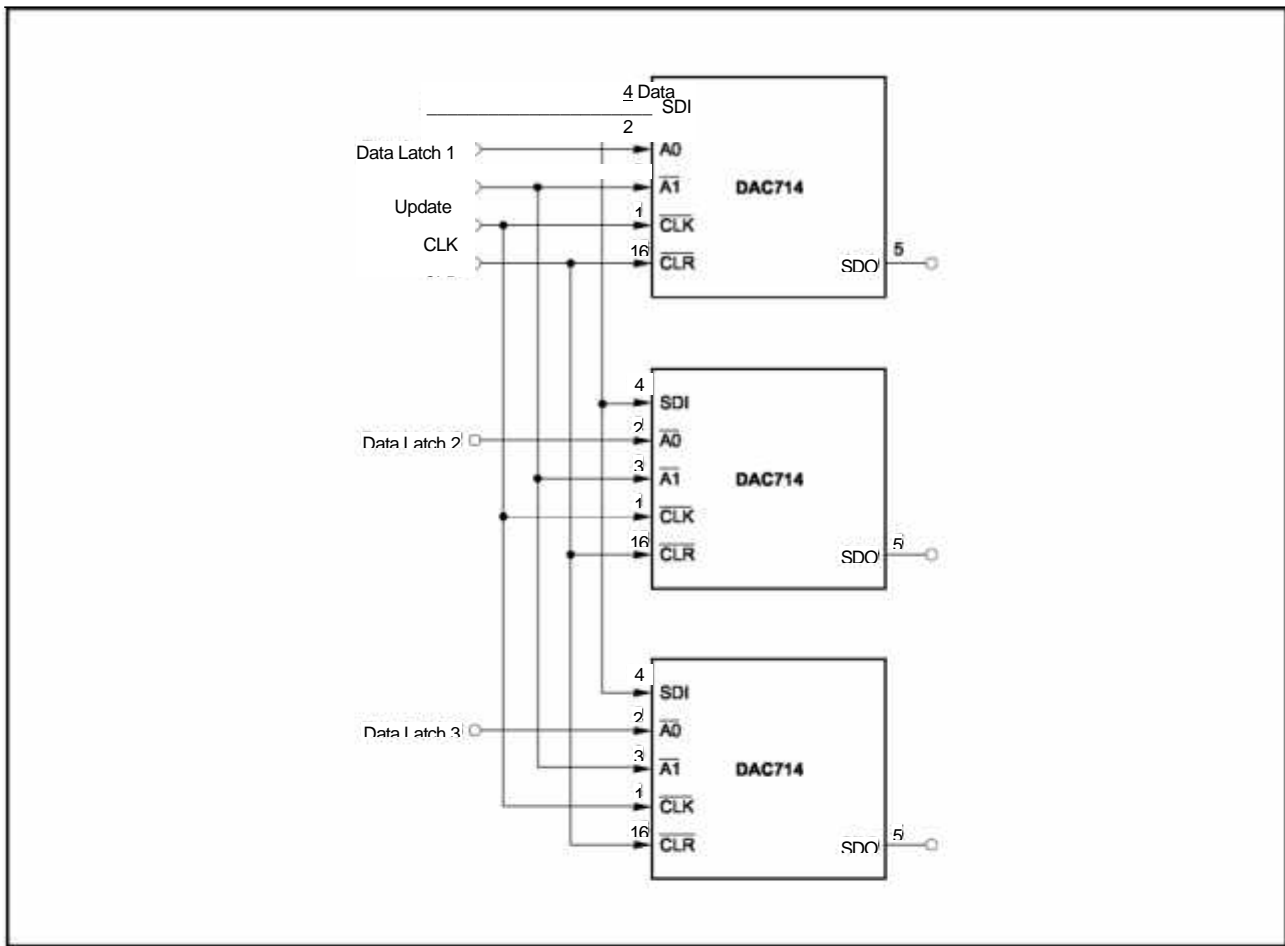 4 Data
SDI
2
Data Latch 1
A0
A1
DAC714
Update
1
CLK
CLK
16
CLR
SDO
5
4
SDI
Data Latch 2
2
A0
3
A1
DAC714
1
CLK
16
CLR
SDO
5
4
SDI
Data Latch 3
2
A0
3
A1
DAC714
1
CLK
16
CLR
SDO
5